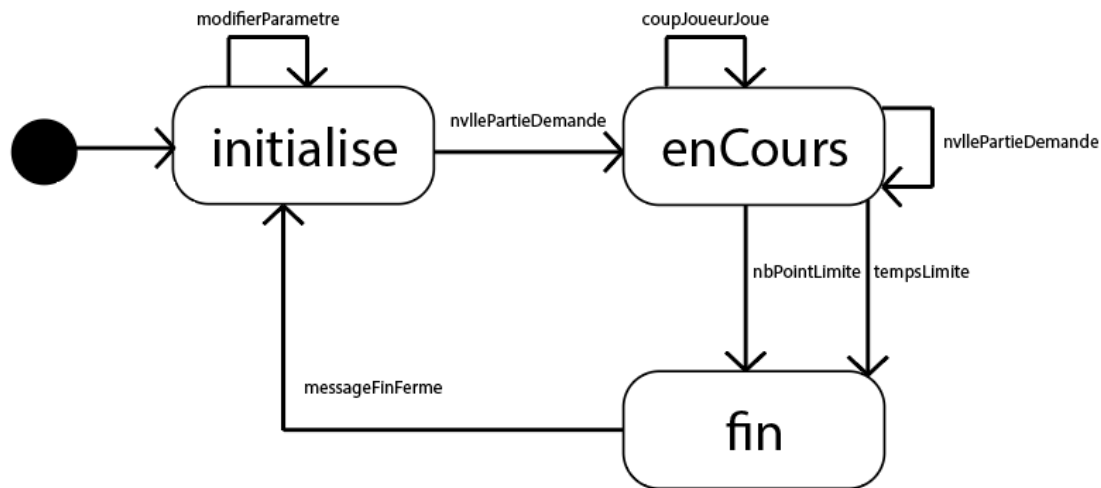 modifierParametre
coupJoueurJoue
initialise
nvllePartieDemande
enCours
nvllePartieDemande
nbPointLimite
tempsLimite
messageFinFerme
fin